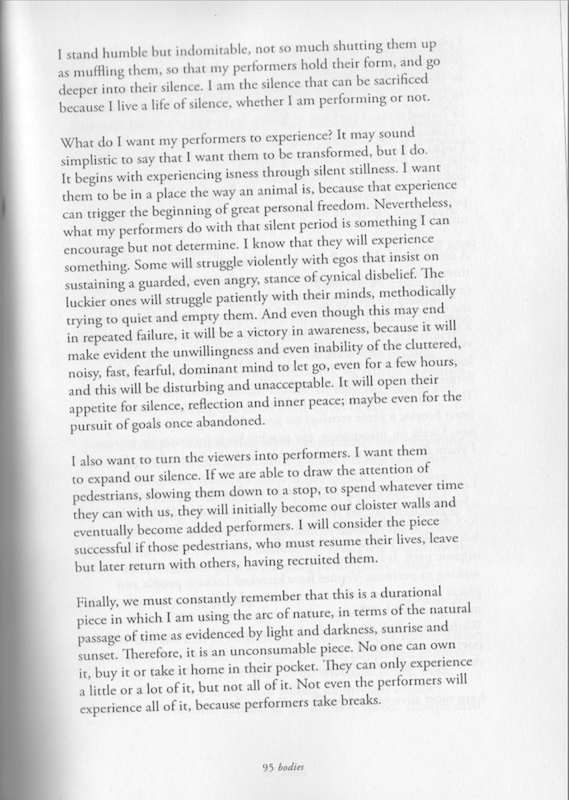 I stand humble but indomitable, not so much shutting them up
as muffling them, so that my performers hold their form, and go
deeper into their silence. I am the silence that can be sacrificed
because I live a life of silence, whether I am performing or not.
What do I want my performers to experience? It may sound
simplistic to say that I want them to be transformed, but I do.
It begins with experiencing isness through silent stillness. I want
them to be in a place the way an animal is, because that experience
can trigger the beginning of great personal freedom. Nevertheless,
what my performers do with that silent period is something I can
encourage but not determine. I know that they will experience
something. Some will struggle violently with egos that insist on
sustaining a guarded, even angry, stance of cynical disbelief. The
luckier ones will struggle patiently with their minds, methodically
trying to quiet and empty them. And even though this may end
in repeated failure, it will be a victory in awareness, because it will
make evident the unwillingness and even inability of the cluttered,
noisy, fast, fearful, dominant mind to let go, even for a few hours,
and this will be disturbing and unacceptable. It will open their
appetite for silence, reflection and inner peace; maybe even for the
pursuit of goals once abandoned.
I also want to turn the viewers into performers. I want them
to expand our silence. If we are able to draw the attention of
pedestrians, slowing them down to a stop, to spend whatever time
they can with us, they will initially become our cloister walls and
eventually become added performers. I will consider the piece
successful if those pedestrians, who must resume their lives, leave
but later return with others, having recruited them.
Finally, we must constantly remember that this is a durational
piece in which I am using the arc of nature, in terms of the natural
passage of time as evidenced by light and darkness, sunrise and
sunset. Therefore, it is an unconsumable piece. No one can own
it, buy it or take it home in their pocket. They can only experience
a little or a lot of it, but not all of it. Not even the performers will
experience all of it, because performers take breaks.
95 bodies